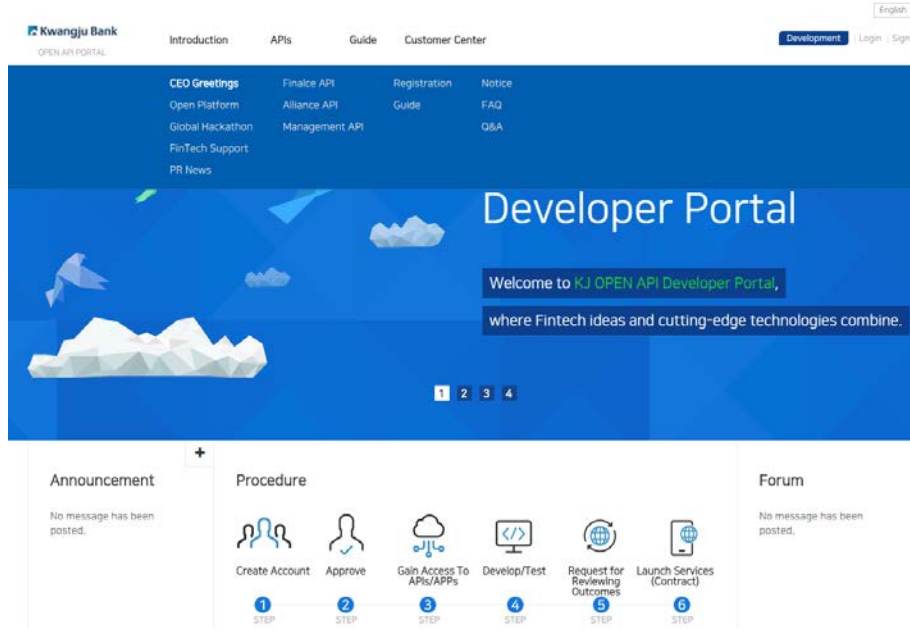 English
Kwangju Bank
OPEN API PORTAL
Introduction APIs Guide Customer Center
Development Login Sign
CEO Greetings Finalce API Registration Notice
Open Platform Alliance API Guide FAQ
Global Hackathon Management API Q&A
FinTech Support
PR News
Developer Portal
Welcome to KJ OPEN API Developer Portal,
where Fintech ideas and cutting-edge technologies combine.
1 2 3 4
Announcement
No message has been
posted.
Procedure
Create Account
Approve
Gain Access To
APIs/APPs
Develop/Test
Request for
Reviewing
Outcomes
Launch Services
(Contract)
1 2 3 4 5 6
STEP STEP STEP STEP STEP STEP
Forum
No message has been
posted.